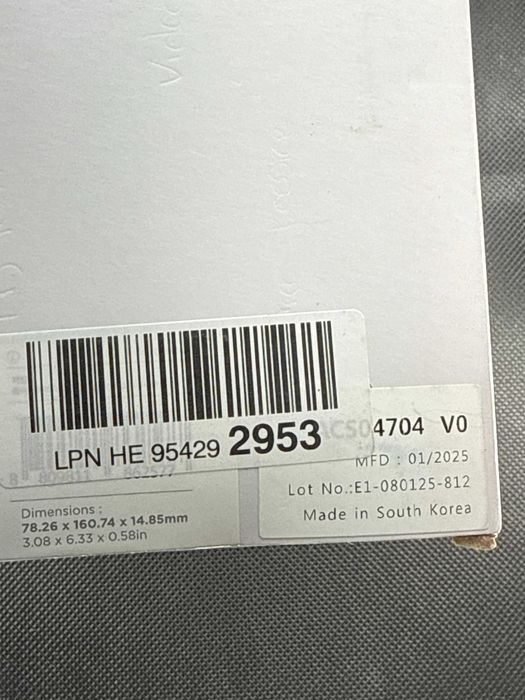 LPN HE 95429 2953
ACS04704 V0
MFD : 01/2025
Lot No.:E1-080125-812
Made in South Korea
Dimensions :
78.26 x 160.74 x 14.85mm
3.08 x 6.33 x 0.58in